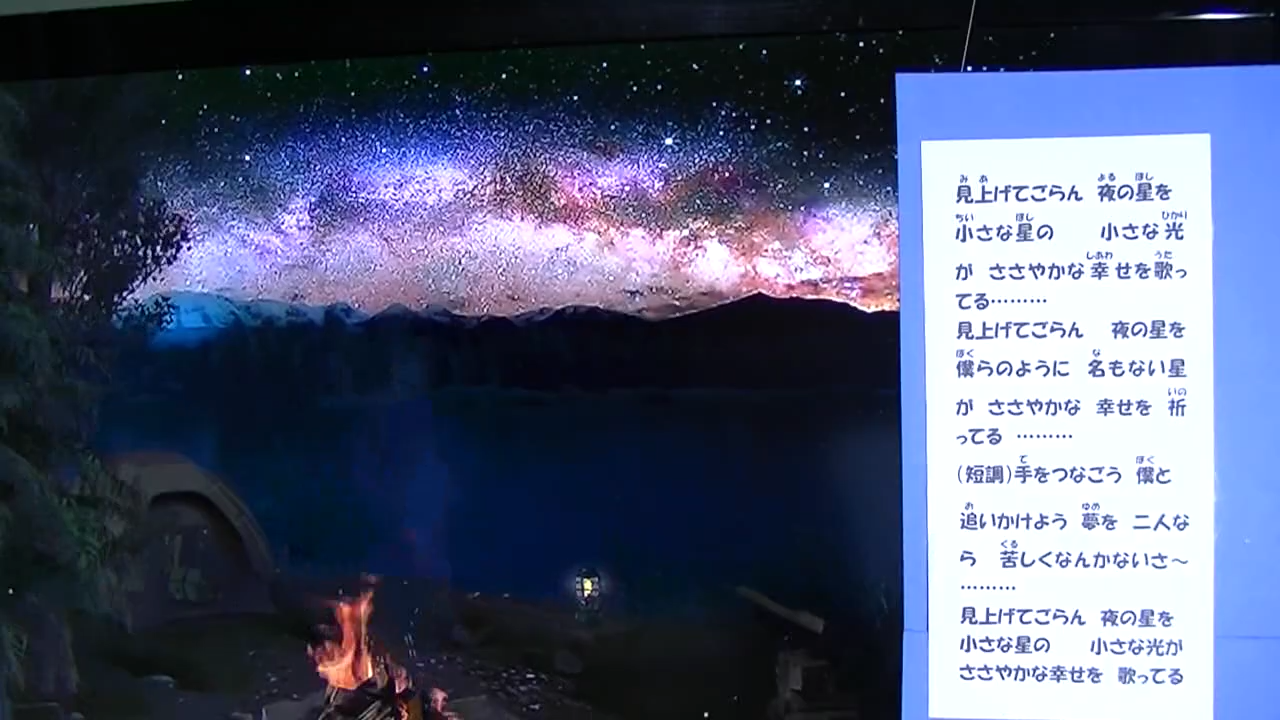 見上げてごらん 夜の星を
小さな星の 小さな光
が ささやかな幸せを歌っ
てる………
見上げてごらん 夜の星を
僕らのように 名もない星
が ささやかな 幸せを 祈
ってる ………
(短調)手をつなごう 僕と
追いかけよう 夢を 二人な
ら 苦しくなんかないさ〜
………
見上げてごらん 夜の星を
小さな星の 小さな光が
ささやかな幸せを 歌ってる